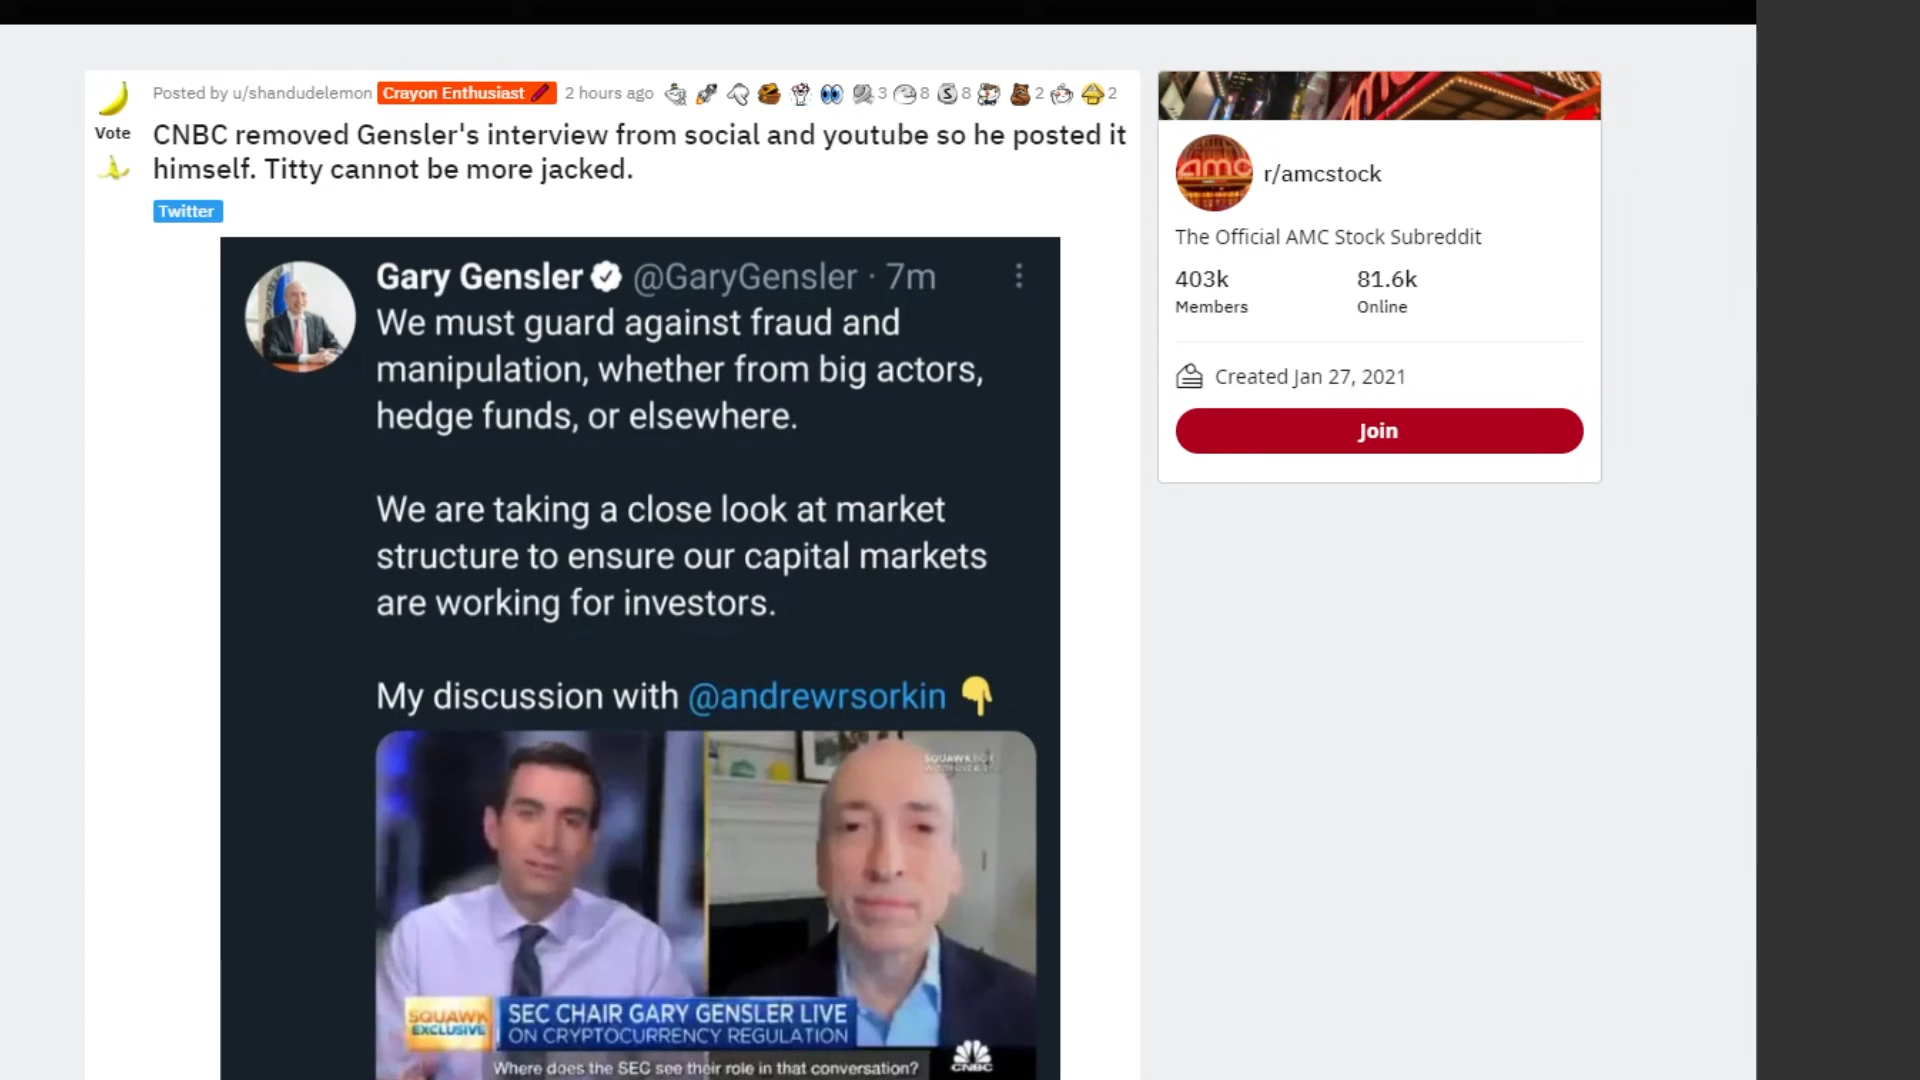 Posted by u/shandudelemon Crayon Enthusiast 2 hours ago 3 8 8 2 2
Vote
CNBC removed Gensler's interview from social and youtube so he posted it
himself. Titty cannot be more jacked.
Twitter
Gary Gensler @GaryGensler · 7m
We must guard against fraud and
manipulation, whether from big actors,
hedge funds, or elsewhere.
We are taking a close look at market
structure to ensure our capital markets
are working for investors.
My discussion with @andrewrsorkin
SQUAWK BOX
SQUAWK
EXCLUSIVE
SEC CHAIR GARY GENSLER LIVE
ON CRYPTOCURRENCY REGULATION
Where does the SEC see their role in that conversation?
CNBC
amc
r/amcstock
The Official AMC Stock Subreddit
403k
Members
81.6k
Online
Created Jan 27, 2021
Join